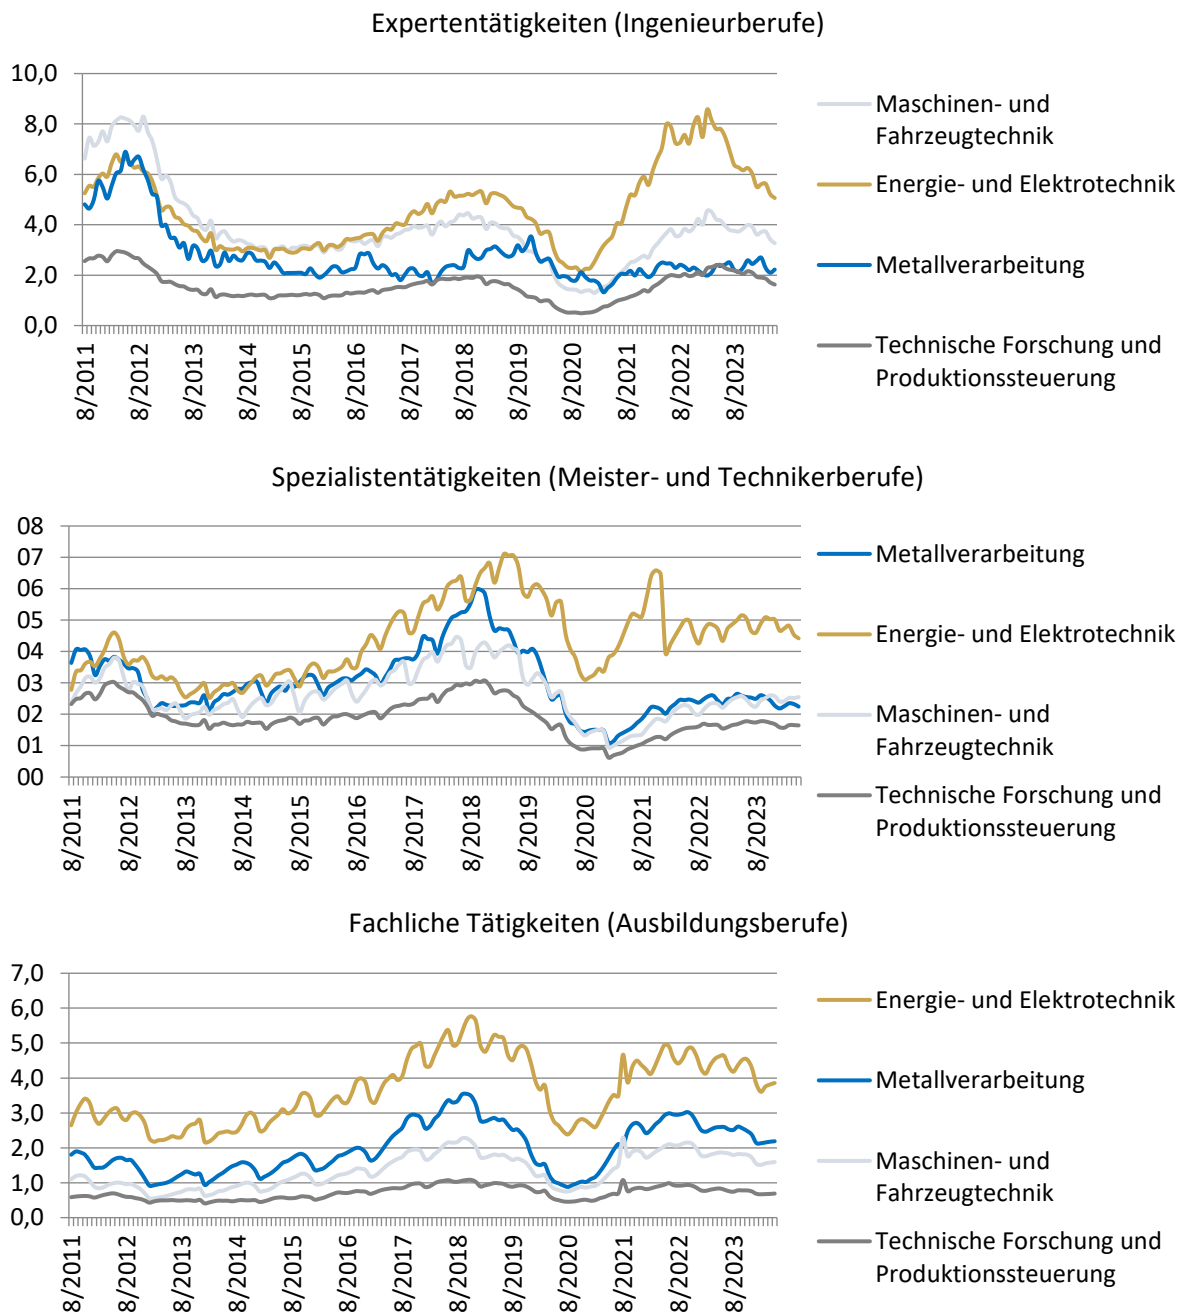 Expertentätigkeiten (Ingenieurberufe)
10,0
8,0
6,0
4,0
2,0
0,0
8/2011
8/2012
8/2013
8/2014
8/2015
8/2016
8/2017
8/2018
8/2019
8/2020
8/2021
8/2022
8/2023
Maschinen- und
Fahrzeugtechnik
Energie- und Elektrotechnik
Metallverarbeitung
Technische Forschung und
Produktionssteuerung
Spezialistentätigkeiten (Meister- und Technikerberufe)
08
07
06
05
04
03
02
01
00
8/2011
8/2012
8/2013
8/2014
8/2015
8/2016
8/2017
8/2018
8/2019
8/2020
8/2021
8/2022
8/2023
Metallverarbeitung
Energie- und Elektrotechnik
Maschinen- und
Fahrzeugtechnik
Technische Forschung und
Produktionssteuerung
Fachliche Tätigkeiten (Ausbildungsberufe)
7,0
6,0
5,0
4,0
3,0
2,0
1,0
0,0
8/2011
8/2012
8/2013
8/2014
8/2015
8/2016
8/2017
8/2018
8/2019
8/2020
8/2021
8/2022
8/2023
Energie- und Elektrotechnik
Metallverarbeitung
Maschinen- und
Fahrzeugtechnik
Technische Forschung und
Produktionssteuerung